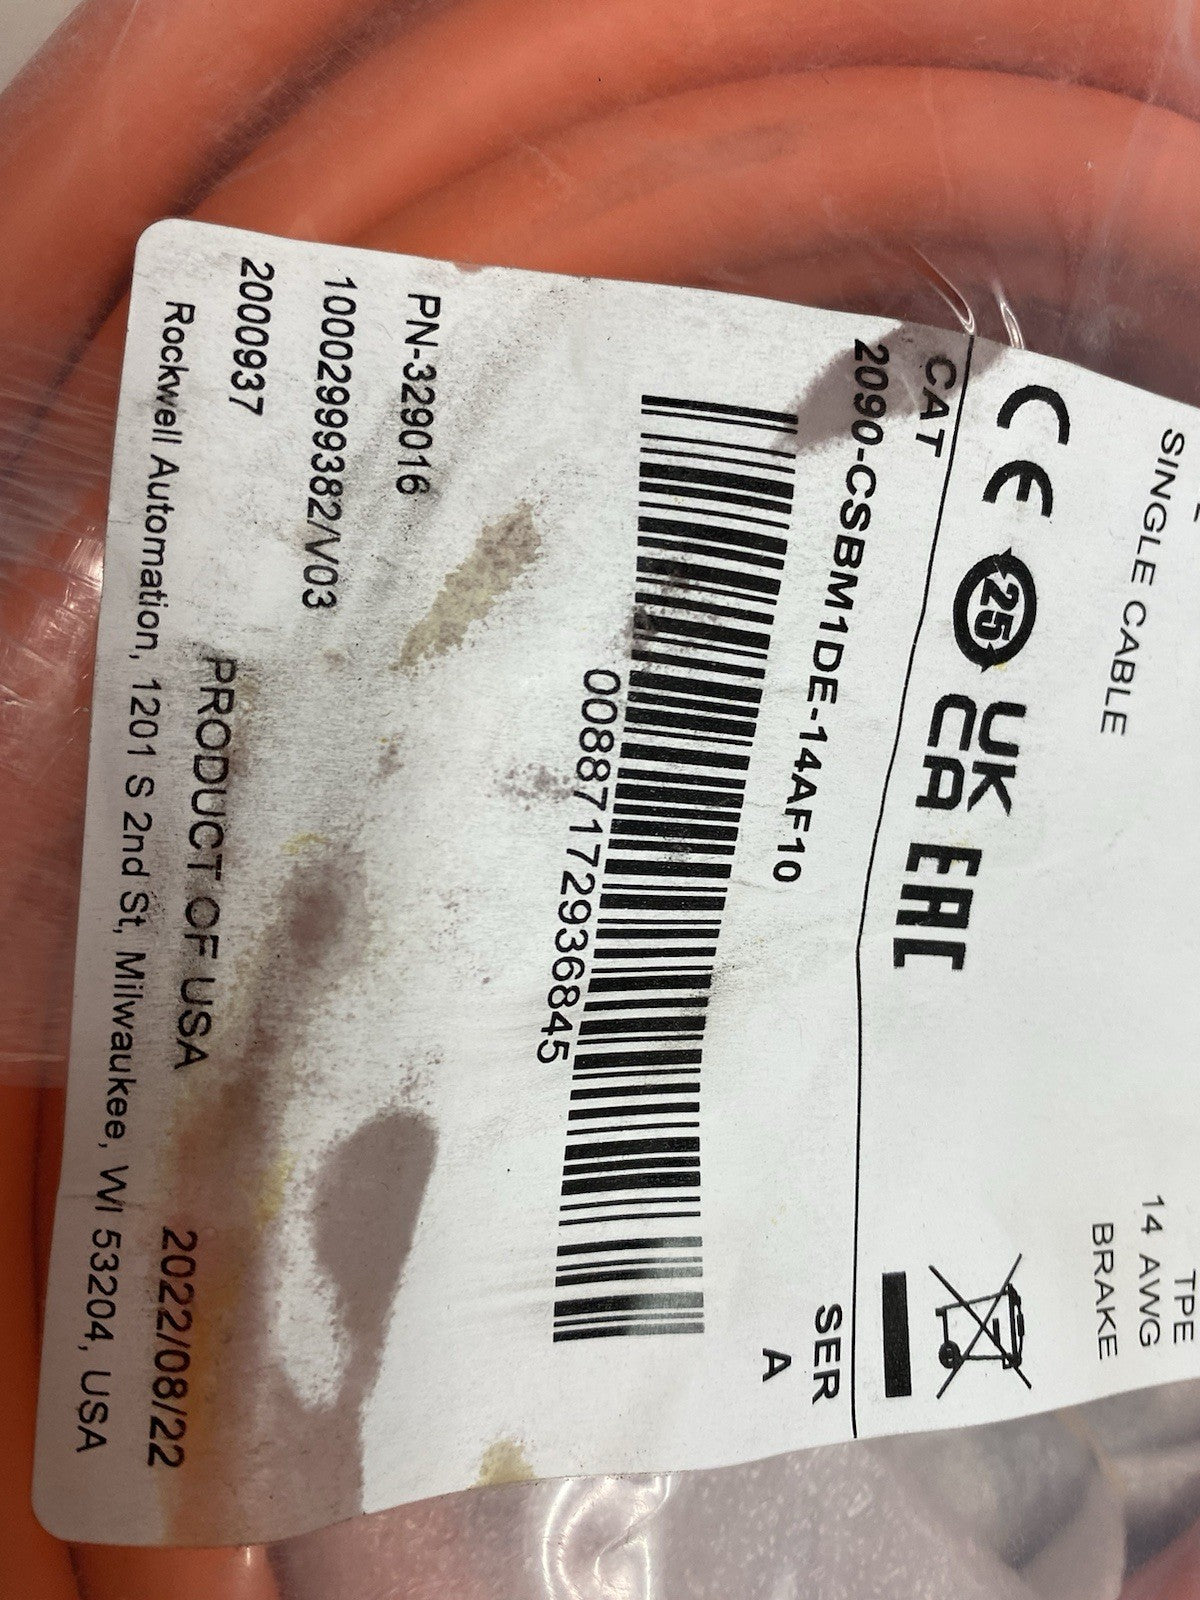 SINGLE CABLE
TPE
14 AWG
BRAKE
CE 25 UK CA EAC
CAT
2090-CSBM1DE-14AF10
SER
A
00887172936845
PN-329016
10002999382/V03
2000937
PRODUCT OF USA
2022/08/22
Rockwell Automation, 1201 S 2nd St, Milwaukee, WI 53204, USA